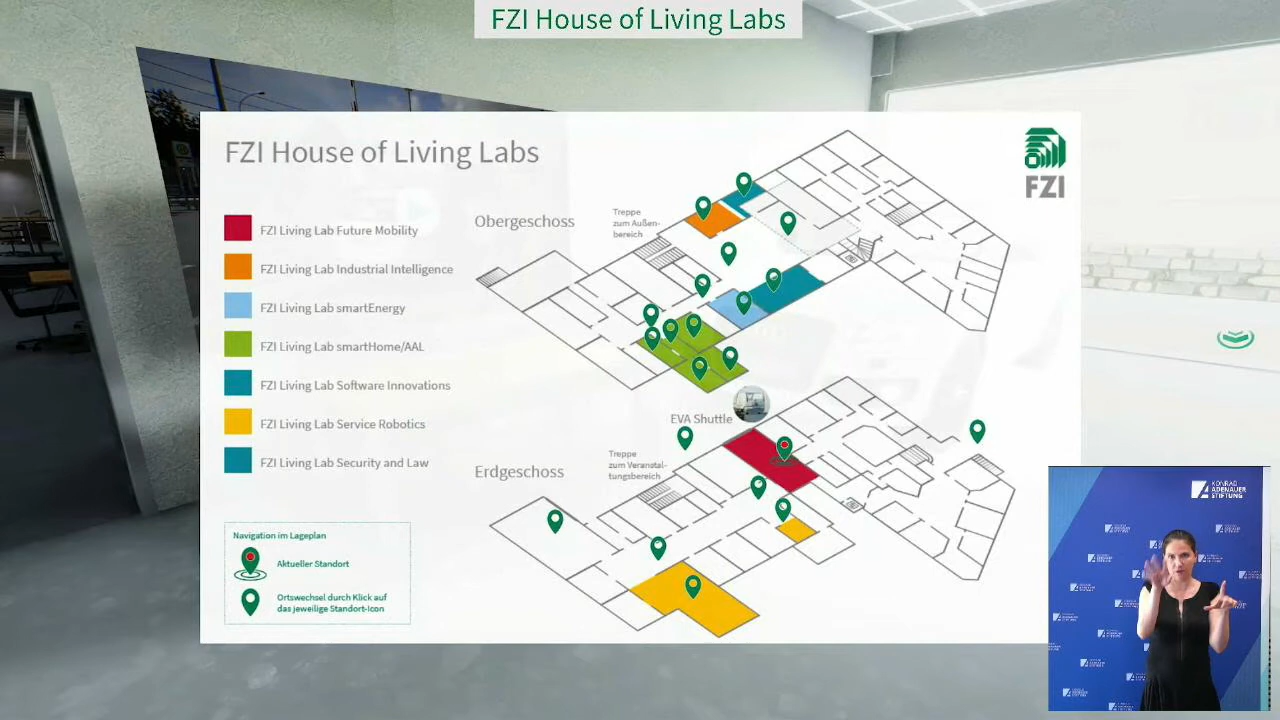 FZI House of Living Labs
FZI House of Living Labs
FZI
FZI Living Lab Future Mobility
FZI Living Lab Industrial Intelligence
FZI Living Lab smartEnergy
FZI Living Lab smartHome/AAL
FZI Living Lab Software Innovations
FZI Living Lab Service Robotics
FZI Living Lab Security and Law
Obergeschoss
Treppe
zum Außen-
bereich
EVA Shuttle
Erdgeschoss
Treppe
zum Veranstal-
tungsbereich
Navigation im Lageplan
Aktueller Standort
Ortswechsel durch Klick auf
das jeweilige Standort-Icon
KONRAD
ADENAUER
STIFTUNG